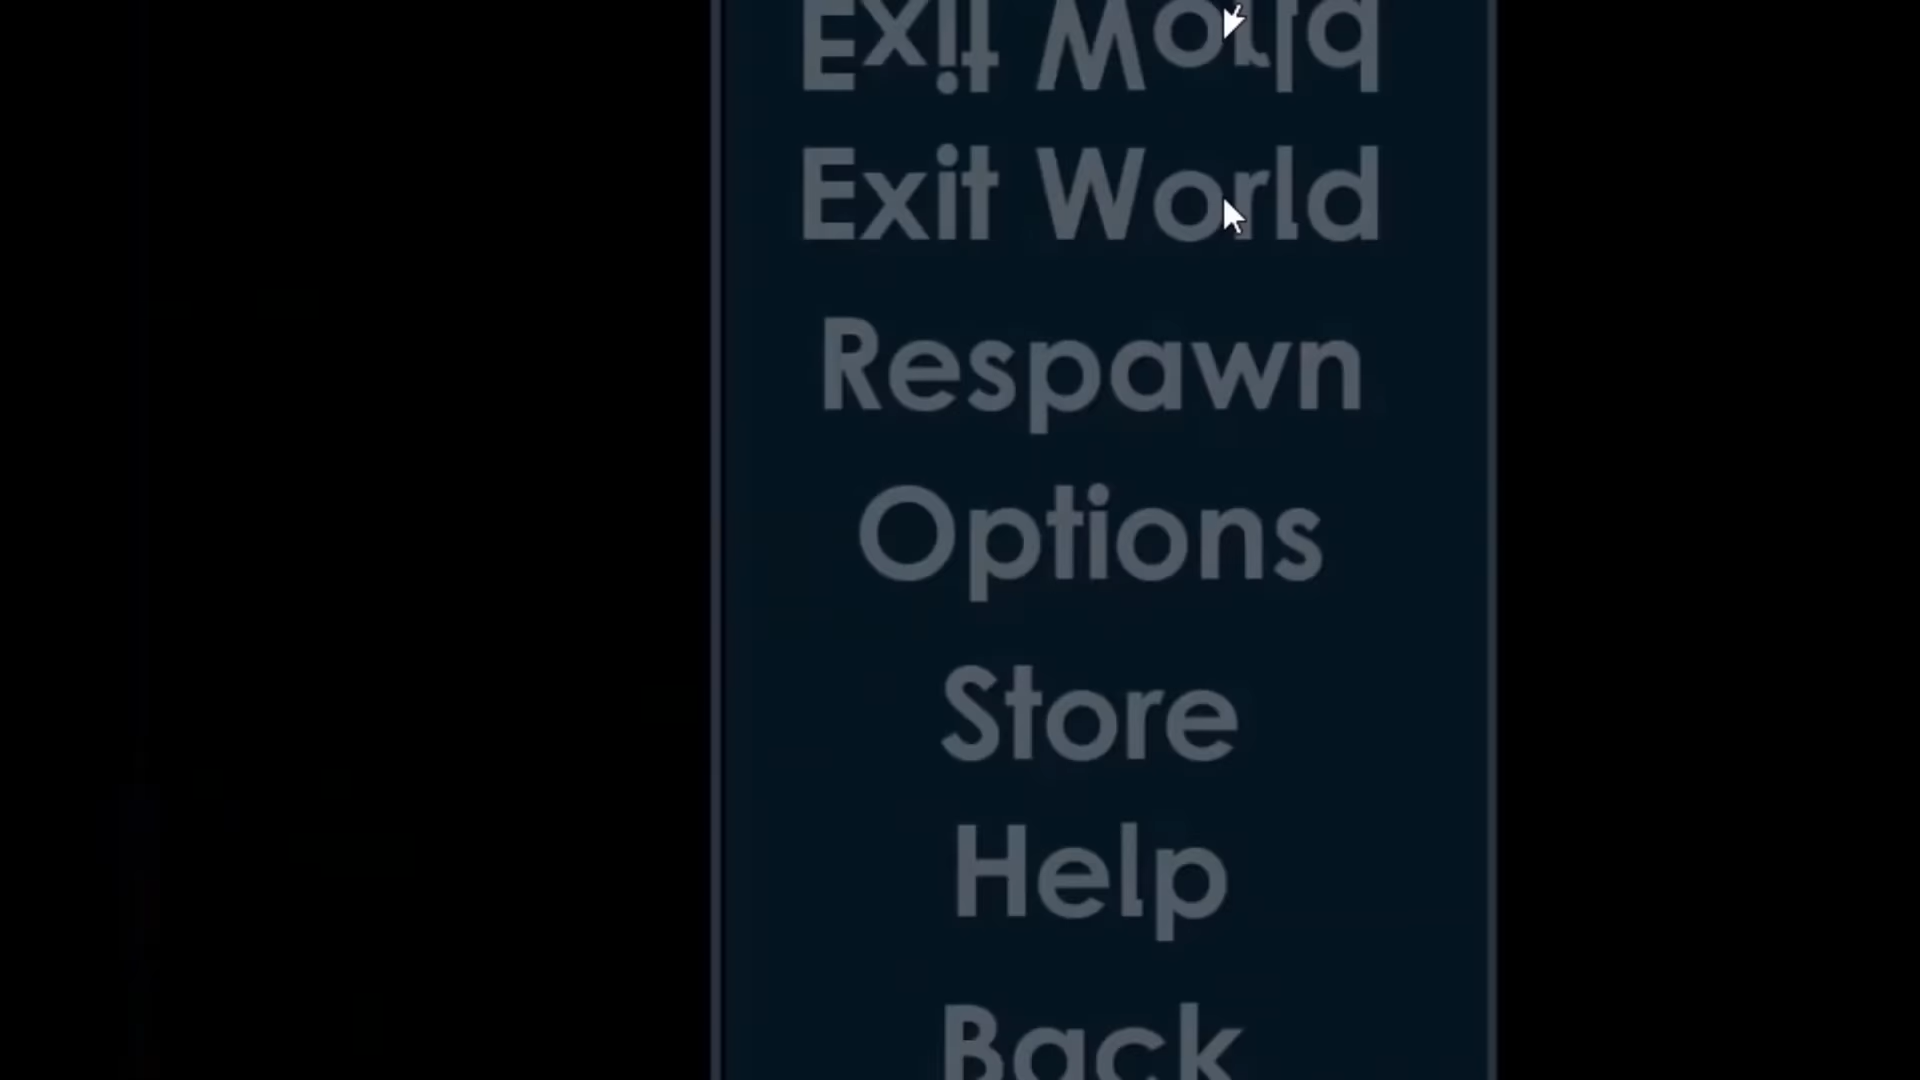 Exit World
Exit World
Respawn
Options
Store
Help
Back